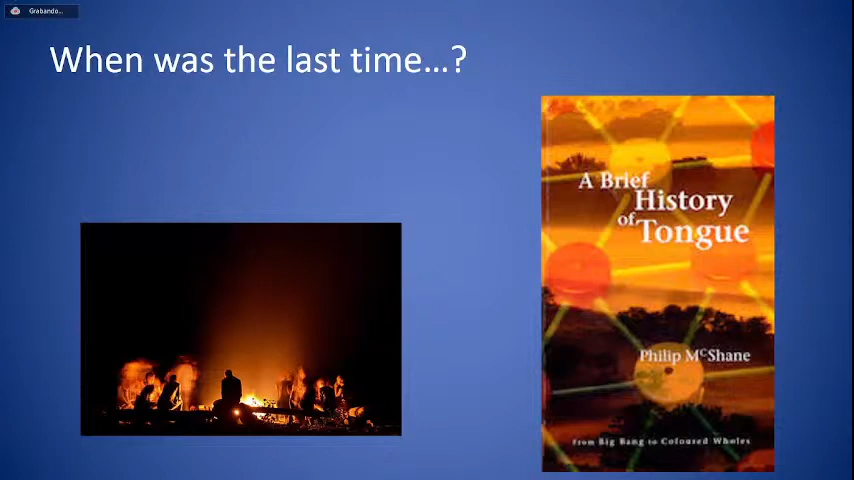 Grabando...
When was the last time...?
A Brief
History
of Tongue
Philip McShane
From Big Bang to Coloured Wholes